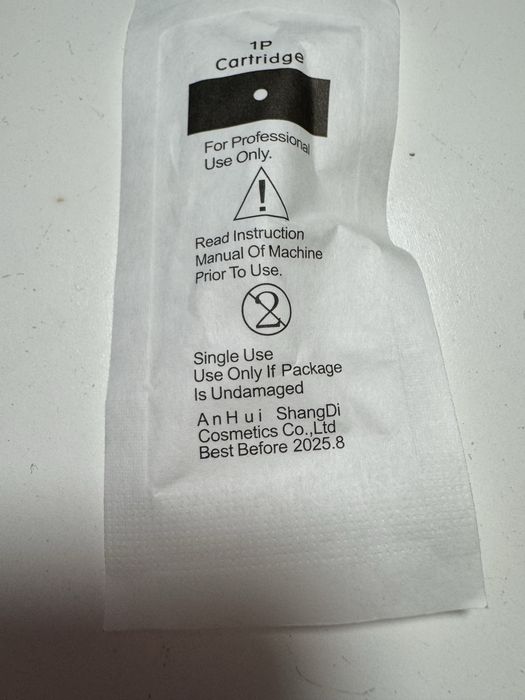 1P
Cartridge
For Professional
Use Only.
!
Read Instruction
Manual Of Machine
Prior To Use.
2
Single Use
Use Only If Package
Is Undamaged
AnHui ShangDi
Cosmetics Co.,Ltd
Best Before 2025.8